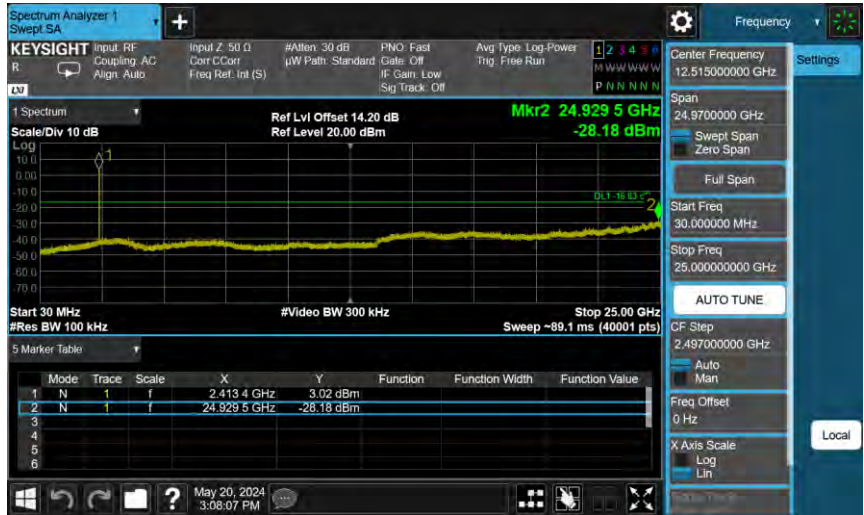 Spectrum Analyzer 1
Swept SA
+
Frequency
KEYSIGHT
R
LXI
Input: RF
Coupling: AC
Align: Auto
Input Z: 50 Ω
Corr CCorr
Freq Ref: Int (S)
#Atten: 30 dB
µW Path: Standard
PNO: Fast
Gate: Off
IF Gain: Low
Sig Track: Off
Avg Type: Log-Power
Trig: Free Run
1 2 3 4 5 6
M W W W W W
P N N N N N
1 Spectrum
Scale/Div 10 dB
Ref Lvl Offset 14.20 dB
Ref Level 20.00 dBm
Mkr2 24.929 5 GHz
-28.18 dBm
Log
10.0
0.00
-10.0
-20.0
-30.0
-40.0
-50.0
-60.0
-70.0
1
2
Start 30 MHz
#Res BW 100 kHz
#Video BW 300 kHz
Stop 25.00 GHz
Sweep ~89.1 ms (40001 pts)
5 Marker Table
Mode Trace Scale X Y Function Function Width Function Value
1 N 1 f 2.413 4 GHz 3.02 dBm
2 N 1 f 24.929 5 GHz -28.18 dBm
3
4
5
6
?
May 20, 2024
3:08:07 PM
Center Frequency
12.515000000 GHz
Settings
Span
24.9700000 GHz
Swept Span
Zero Span
Full Span
Start Freq
30.000000 MHz
Stop Freq
25.000000000 GHz
AUTO TUNE
CF Step
2.497000000 GHz
Auto
Man
Freq Offset
0 Hz
X Axis Scale
Log
Lin
Local